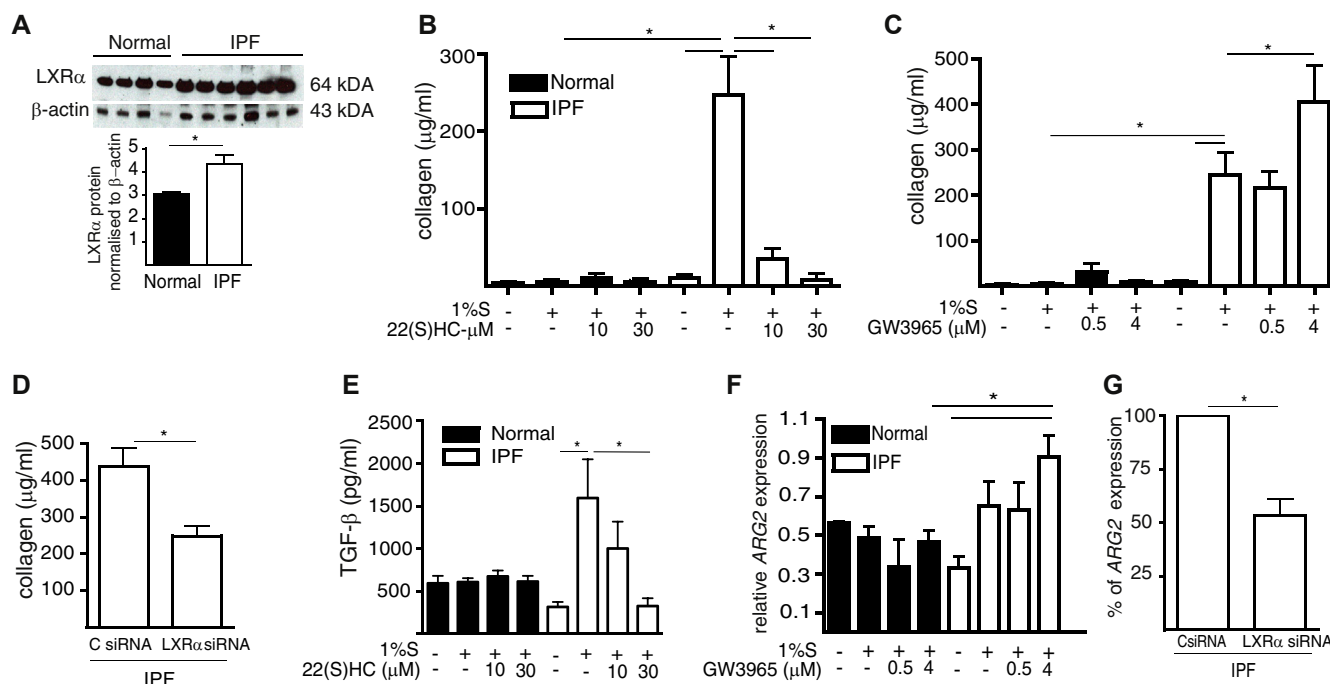 A
Normal IPF
LXRα 64 kDA
β-actin 43 kDA
*
LXRα protein
normalised to β-actin
5
4
3
2
1
Normal IPF
B
* *
300
200
100
collagen (μg/ml)
Normal
IPF
1%S - + + + - + + +
22(S)HC-μM - - 10 30 - - 10 30
C
*
*
500
400
300
200
100
collagen (μg/ml)
1%S - + + + - + + +
GW3965 (μM) - - 0.5 4 - - 0.5 4
D
*
500
400
300
200
100
collagen (μg/ml)
C siRNA LXRα siRNA
IPF
E
Normal
IPF
* *
2500
2000
1500
1000
500
TGF-β (pg/ml)
1%S - + + + - + + +
22(S)HC (μM) - - 10 30 - - 10 30
F
*
1.1
0.9
0.7
0.5
0.3
0.1
relative ARG2 expression
Normal
IPF
1%S - + + + - + + +
GW3965 (μM) - - 0.5 4 - - 0.5 4
G
*
100
75
50
25
% of ARG2 expression
CsiRNA LXRα siRNA
IPF